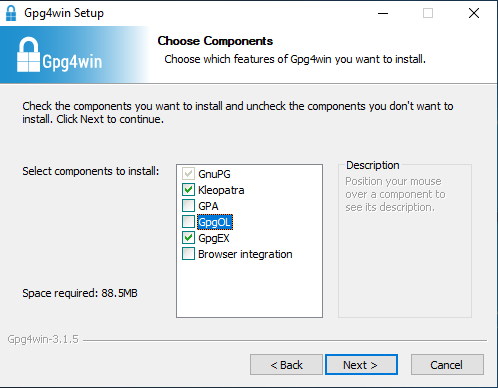 Gpg4win Setup
Gpg4win
Choose Components
Choose which features of Gpg4win you want to install.
Check the components you want to install and uncheck the components you don't want to
install. Click Next to continue.
Select components to install:
GnuPG
Kleopatra
GPA
GpgOL
GpgEX
Browser integration
Description
Position your mouse
over a component to
see its description.
Space required: 88.5MB
Gpg4win-3.1.5
< Back
Next >
Cancel